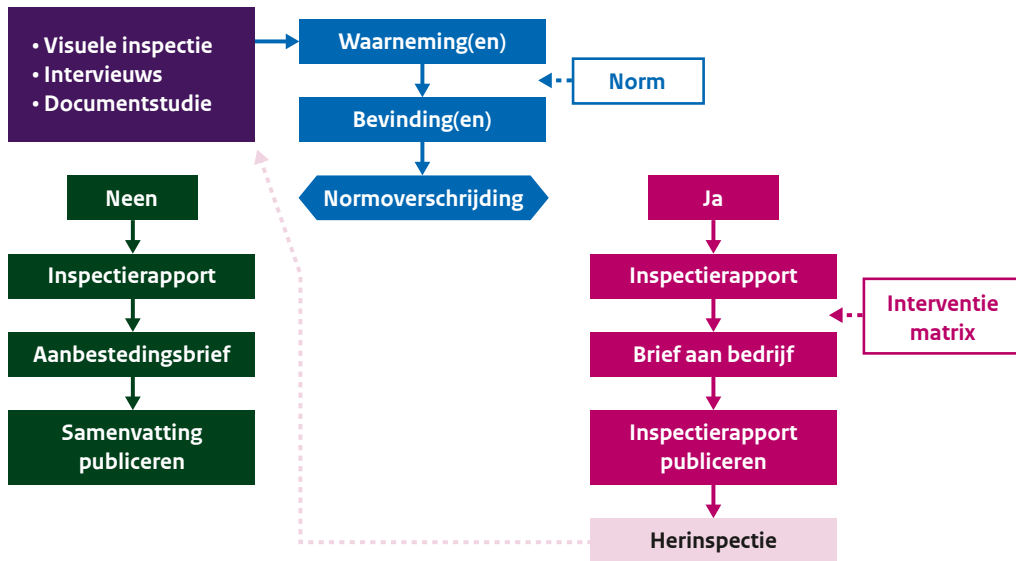 • Visuele inspectie
• Intervieuws
• Documentstudie
Waarneming(en)
Norm
Bevinding(en)
Normoverschrijding
Neen
Inspectierapport
Aanbestedingsbrief
Samenvatting
publiceren
Ja
Inspectierapport
Interventie
matrix
Brief aan bedrijf
Inspectierapport
publiceren
Herinspectie